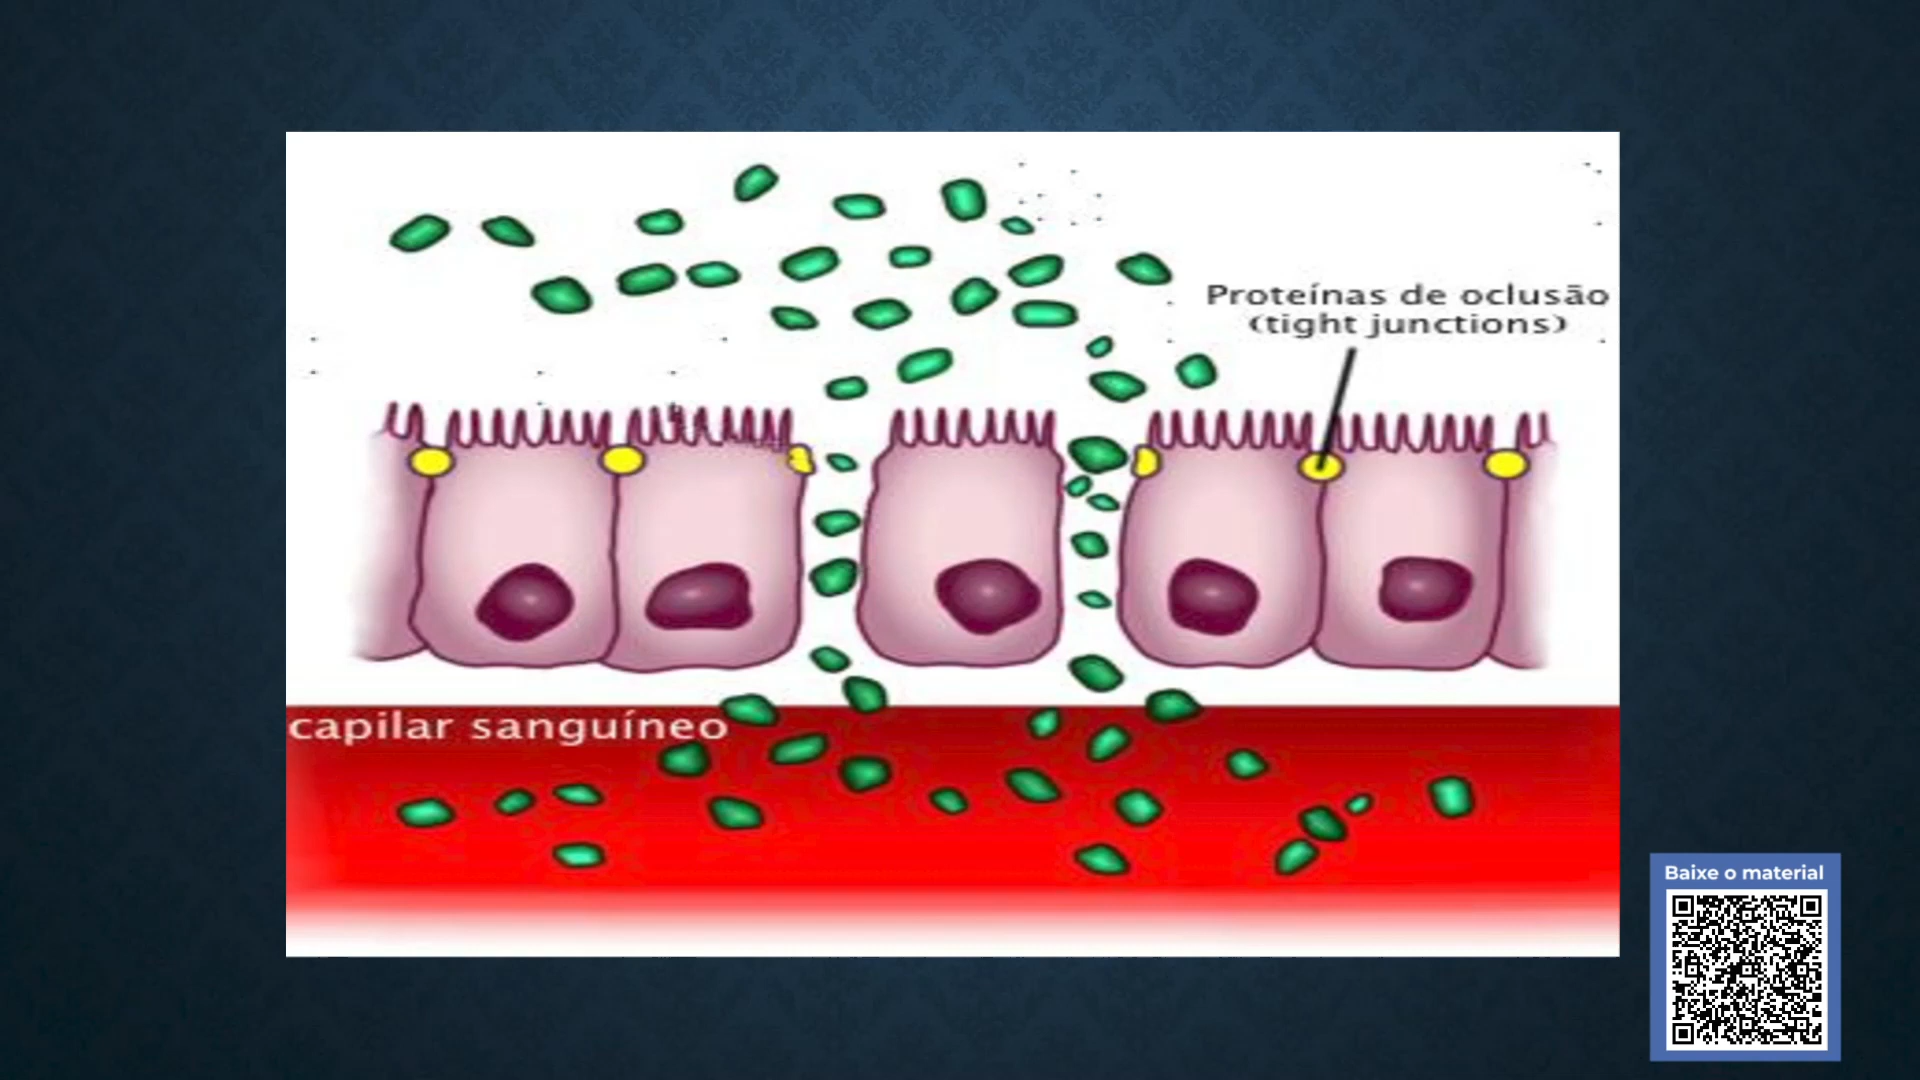 Proteínas de oclusão
(tight junctions)
capilar sanguíneo
Baixe o material